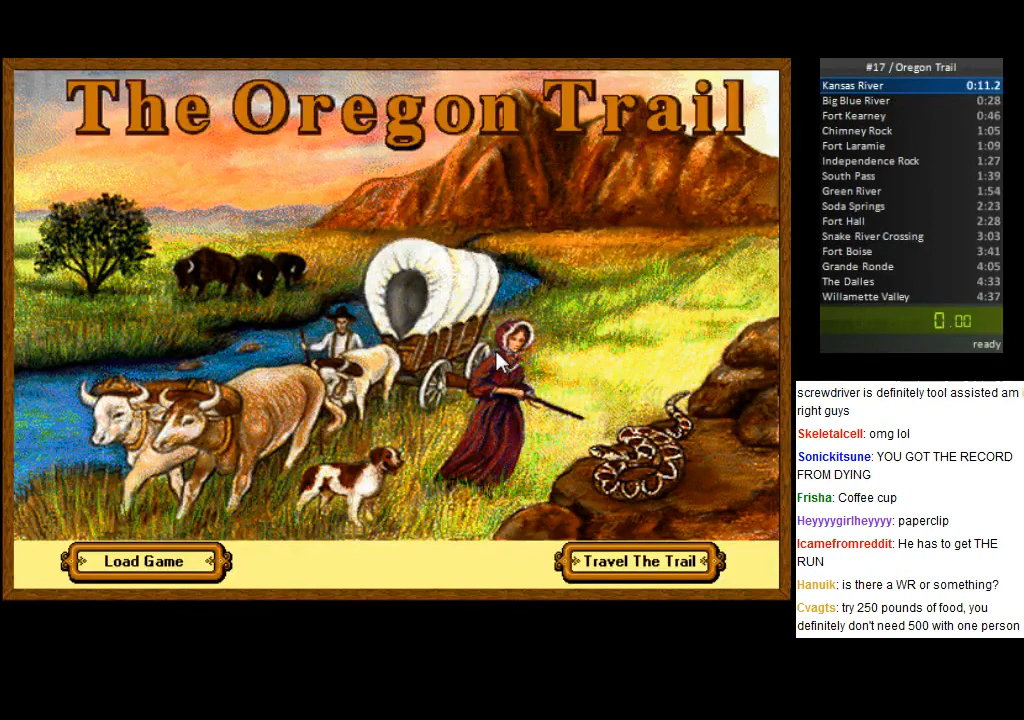 The Oregon Trail
Load Game
Travel The Trail
#17 / Oregon Trail
Kansas River 0:11.2
Big Blue River 0:28
Fort Kearney 0:46
Chimney Rock 1:05
Fort Laramie 1:09
Independence Rock 1:27
South Pass 1:39
Green River 1:54
Soda Springs 2:23
Fort Hall 2:28
Snake River Crossing 3:03
Fort Boise 3:41
Grande Ronde 4:05
The Dalles 4:33
Willamette Valley 4:37
0.00
ready
screwdriver is definitely tool assisted am i
right guys
Skeletalcell: omg lol
Sonickitsune: YOU GOT THE RECORD
FROM DYING
Frisha: Coffee cup
Heyyyygirlheyyyy: paperclip
Icamefromreddit: He has to get THE
RUN
Hanuik: is there a WR or something?
Cvagts: try 250 pounds of food, you
definitely don't need 500 with one person